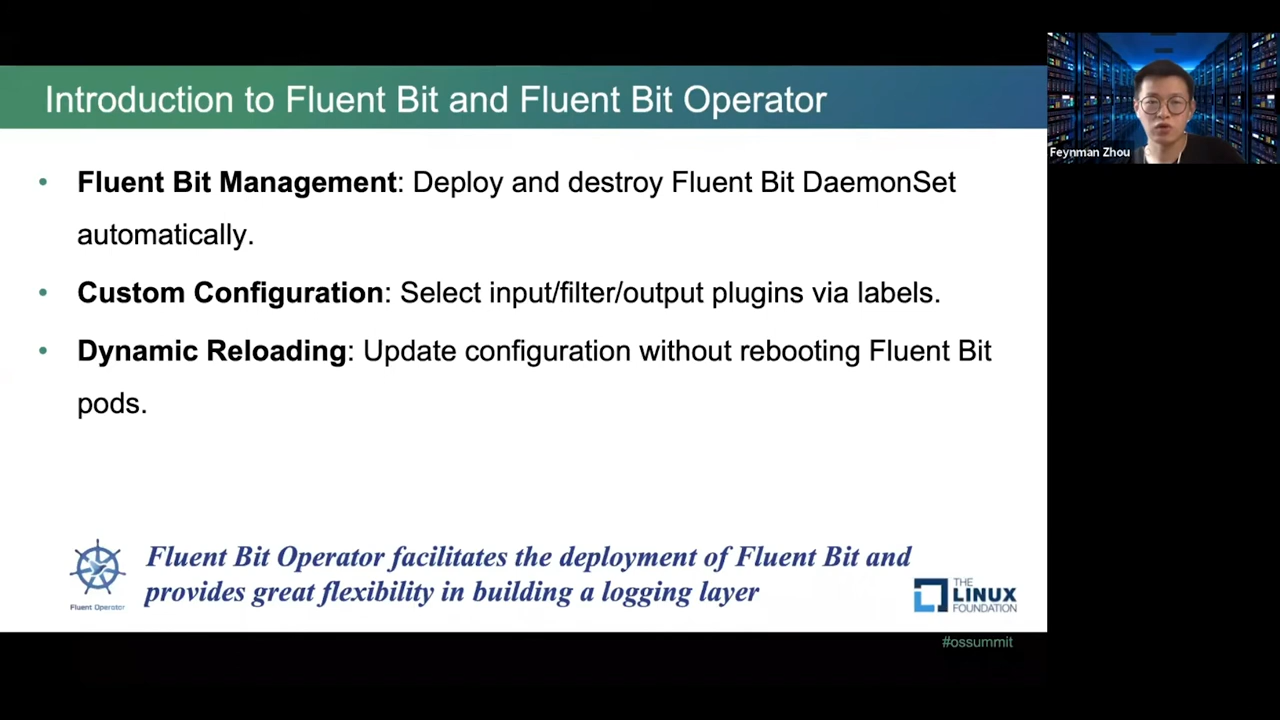 Introduction to Fluent Bit and Fluent Bit Operator
Feynman Zhou
• Fluent Bit Management: Deploy and destroy Fluent Bit DaemonSet
automatically.
• Custom Configuration: Select input/filter/output plugins via labels.
• Dynamic Reloading: Update configuration without rebooting Fluent Bit
pods.
Fluent Bit Operator facilitates the deployment of Fluent Bit and
provides great flexibility in building a logging layer
Fluent Operator
THE
LINUX
FOUNDATION
#ossummit